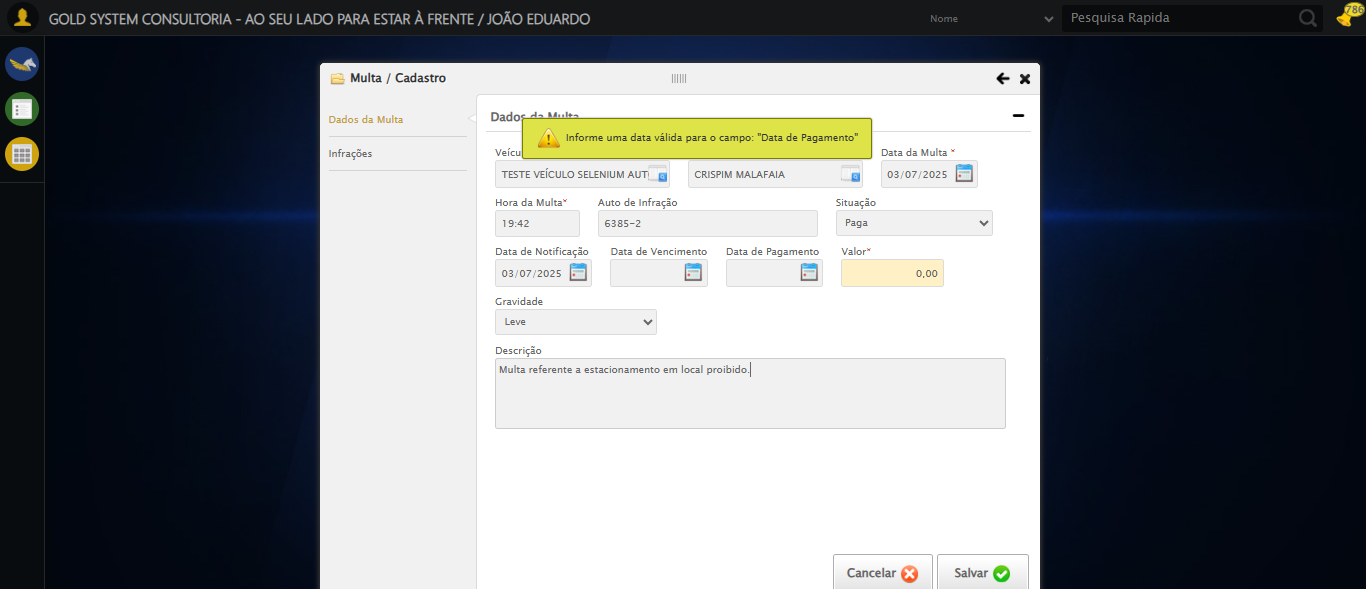 GOLD SYSTEM CONSULTORIA - AO SEU LADO PARA ESTAR À FRENTE / JOÃO EDUARDO
Nome
Pesquisa Rapida
786
Multa / Cadastro
Dados da Multa
Infrações
Dados da Multa
Informe uma data válida para o campo: "Data de Pagamento"
Veícu
Data da Multa *
TESTE VEÍCULO SELENIUM AUT
CRISPIM MALAFAIA
03/07/2025
Hora da Multa*
Auto de Infração
Situação
19:42
6385-2
Paga
Data de Notificação
Data de Vencimento
Data de Pagamento
Valor*
03/07/2025
0,00
Gravidade
Leve
Descrição
Multa referente a estacionamento em local proibido.
Cancelar
Salvar